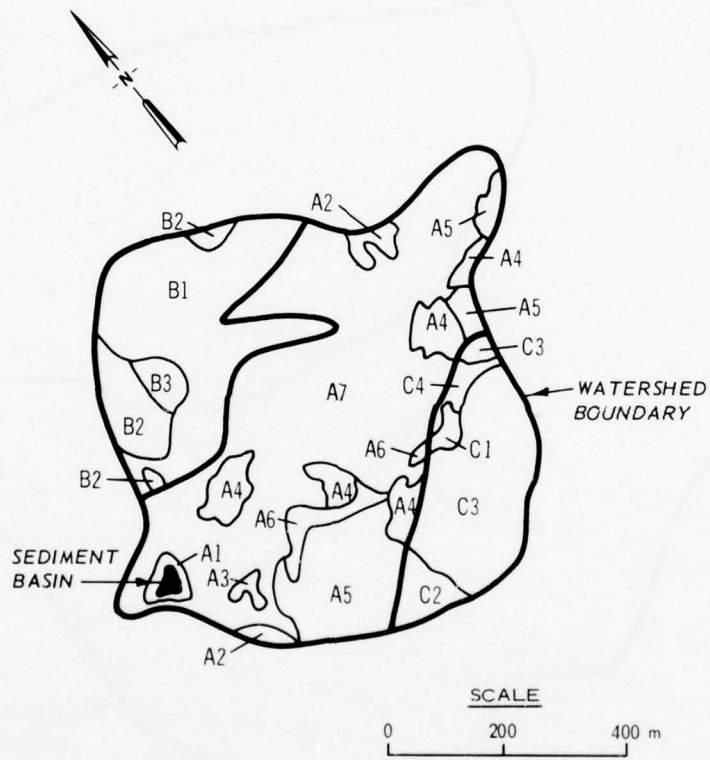 N
A2
B2
A5
A4
B1
A5
A4
C3
B3
C4
A7
WATERSHED
BOUNDARY
B2
A6
C1
B2
A4
A4
A4
C3
A6
SEDIMENT
BASIN
A1
A3
A5
C2
A2
SCALE
0 200 400 m